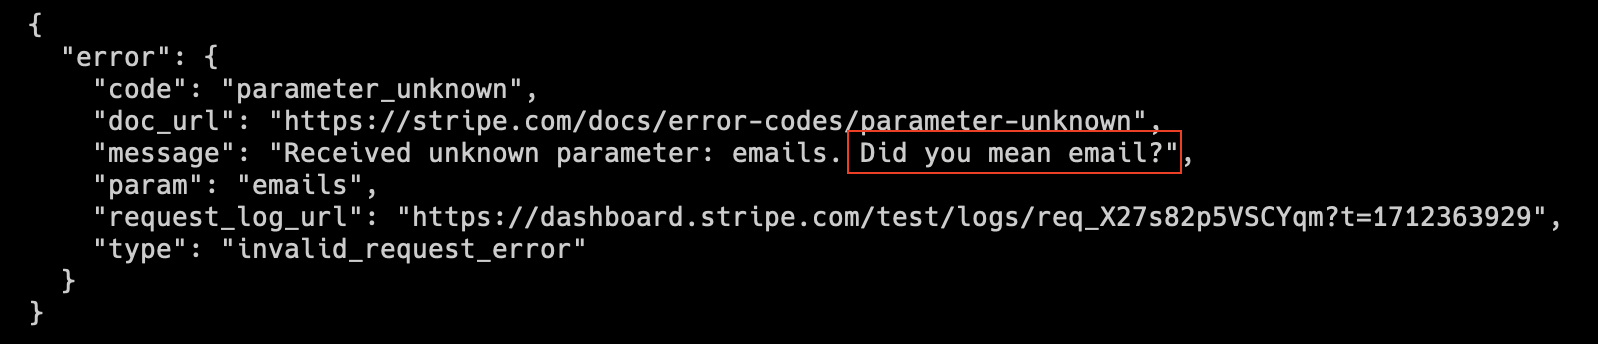 {
"error": {
"code": "parameter_unknown",
"doc_url": "https://stripe.com/docs/error-codes/parameter-unknown",
"message": "Received unknown parameter: emails. Did you mean email?",
"param": "emails",
"request_log_url": "https://dashboard.stripe.com/test/logs/req_X27s82p5VSCYqm?t=1712363929",
"type": "invalid_request_error"
}
}